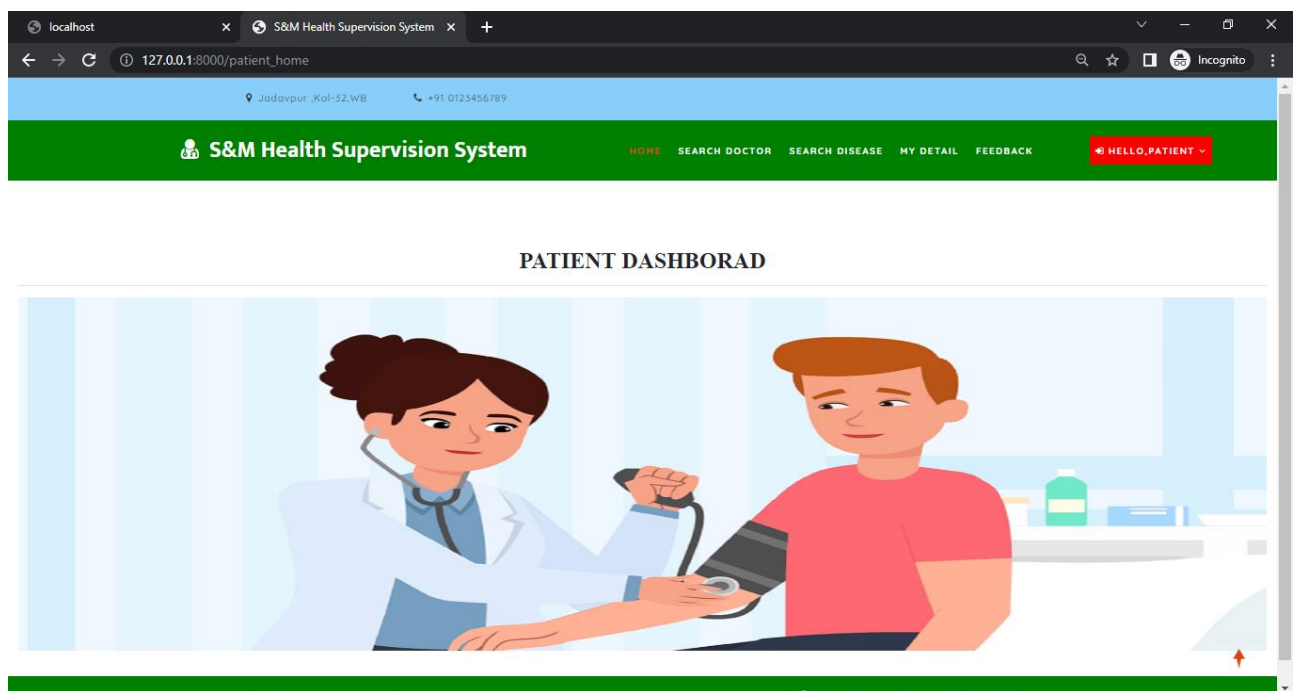 localhost
S&M Health Supervision System
127.0.0.1:8000/patient_home
Incognito
Jadavpur ,Kol-32,WB +91 0123456789
S&M Health Supervision System
HOME SEARCH DOCTOR SEARCH DISEASE MY DETAIL FEEDBACK
HELLO,PATIENT
PATIENT DASHBORAD